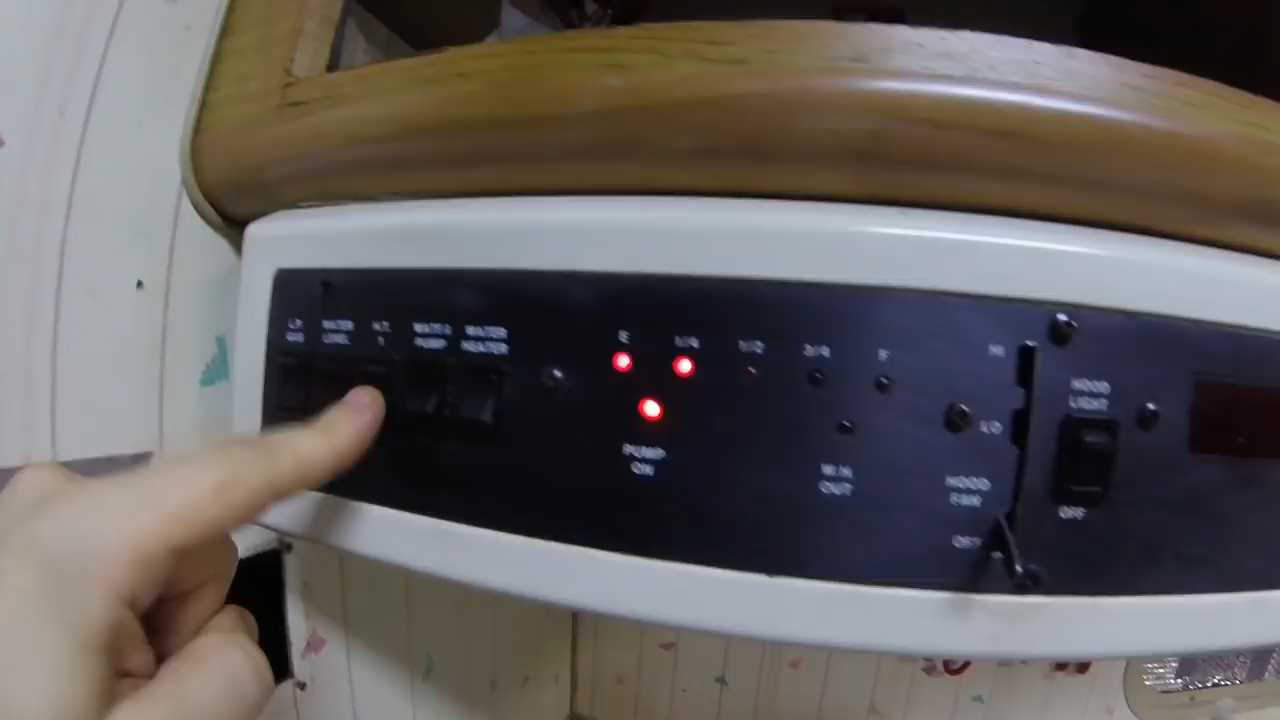 L.P. WATER H.T. WATER WATER
GAS LEVEL 1 PUMP HEATER
E 1/4 1/2 3/4 F
PUMP
ON
W.H.
OUT
HI
LO
HOOD
FAN
OFF
HOOD
LIGHT
OFF